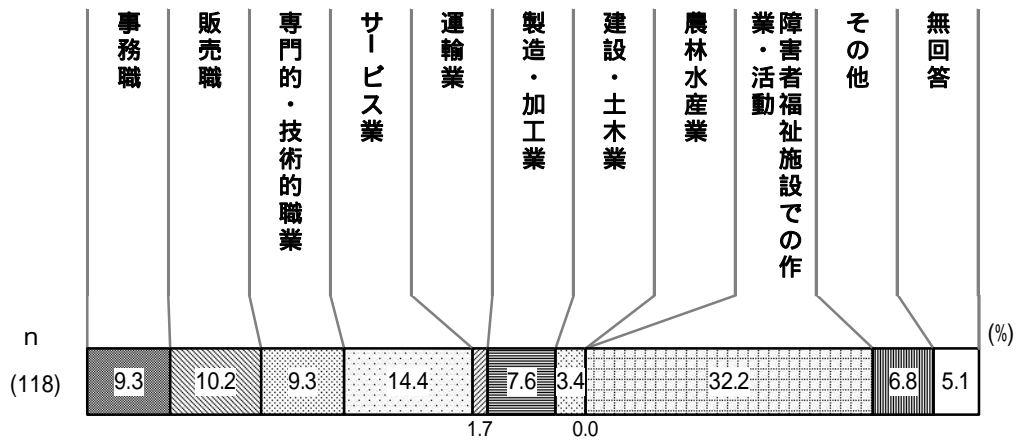 事務職
販売職
専門的・技術的職業
サービス業
運輸業
製造・加工業
建設・土木業
農林水産業
障害者福祉施設での作
業・活動
その他
無回答
n
(%)
(118)
9.3
10.2
9.3
14.4
7.6
3.4
32.2
6.8
5.1
1.7
0.0